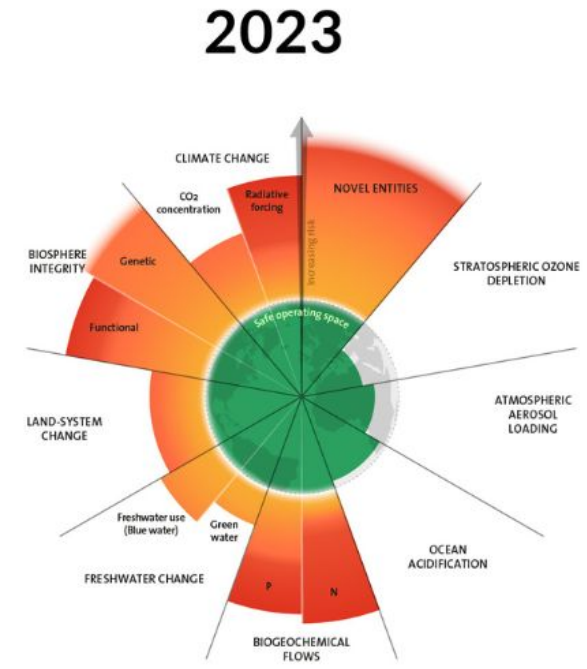 2023
CLIMATE CHANGE
CO₂
concentration
Radiative
forcing
NOVEL ENTITIES
Increasing risk
Safe operating space
STRATOSPHERIC OZONE
DEPLETION
ATMOSPHERIC
AEROSOL
LOADING
OCEAN
ACIDIFICATION
N
P
BIOGEOCHEMICAL
FLOWS
FRESHWATER CHANGE
Green
water
Freshwater use
(Blue water)
LAND-SYSTEM
CHANGE
BIOSPHERE
INTEGRITY
Genetic
Functional